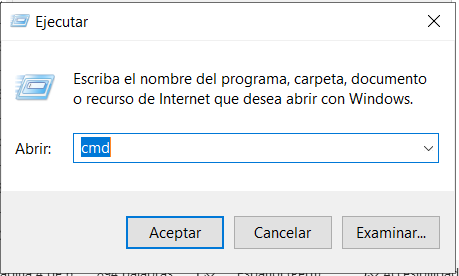 Ejecutar
Escriba el nombre del programa, carpeta, documento
o recurso de Internet que desea abrir con Windows.
Abrir: cmd
Aceptar Cancelar Examinar...